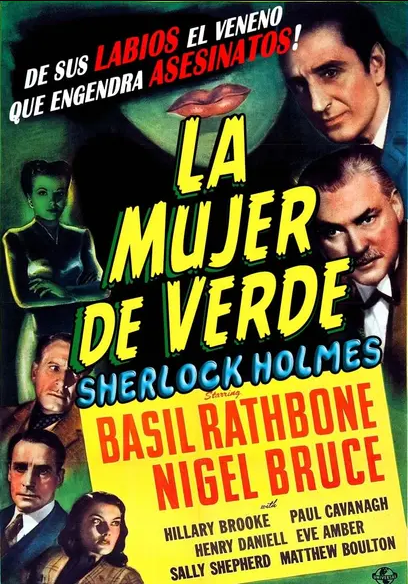 DE SUS LABIOS EL VENENO
QUE ENGENDRA ASESINATOS!
LA
MUJER
DE VERDE
SHERLOCK HOLMES
Starring
BASIL RATHBONE
NIGEL BRUCE
with
HILLARY BROOKE PAUL CAVANAGH
HENRY DANIELL EVE AMBER
SALLY SHEPHERD MATTHEW BOULTON
UNIVERSAL